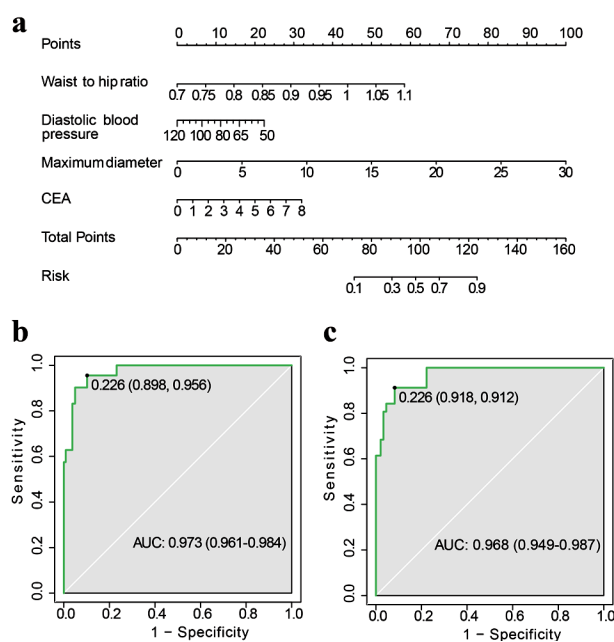 a
Points
0 10 20 30 40 50 60 70 80 90 100
Waist to hip ratio
0.7 0.75 0.8 0.85 0.9 0.95 1 1.05 1.1
Diastolic blood
pressure
120 100 80 65 50
Maximum diameter
0 5 10 15 20 25 30
CEA
0 1 2 3 4 5 6 7 8
Total Points
0 20 40 60 80 100 120 140 160
Risk
0.1 0.3 0.5 0.7 0.9
b
Sensitivity
1.0
0.8
0.6
0.4
0.2
0.0
0.226 (0.898, 0.956)
AUC: 0.973 (0.961-0.984)
0.0 0.2 0.4 0.6 0.8 1.0
1 − Specificity
c
Sensitivity
1.0
0.8
0.6
0.4
0.2
0.0
0.226 (0.918, 0.912)
AUC: 0.968 (0.949-0.987)
0.0 0.2 0.4 0.6 0.8 1.0
1 − Specificity